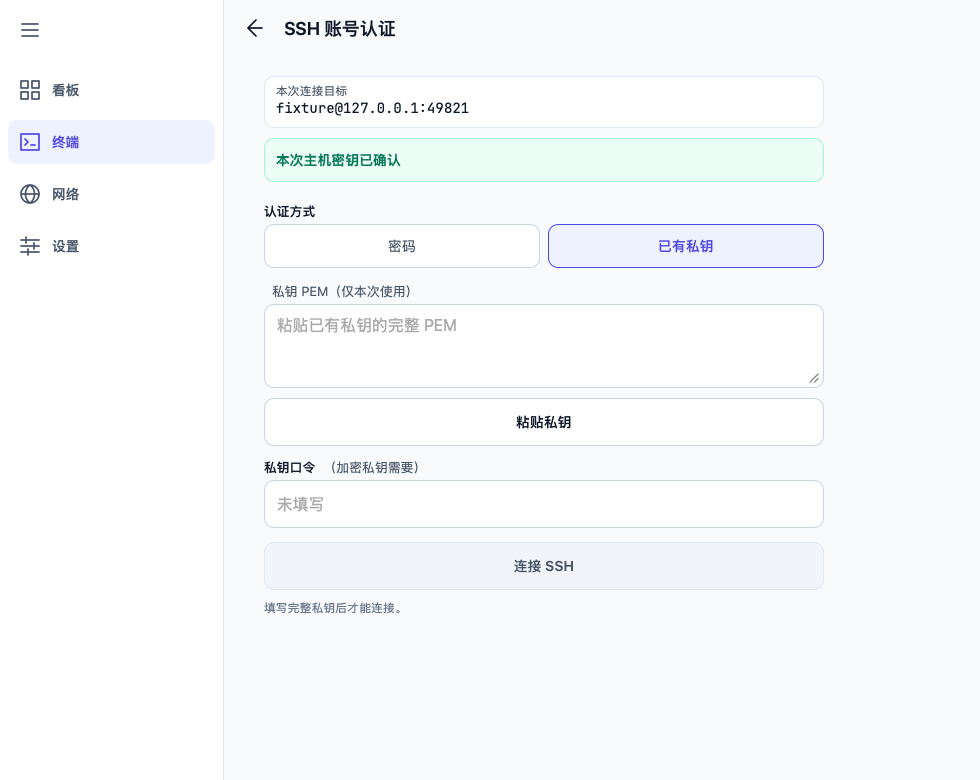 SSH 账号认证
看板
终端
网络
设置
本次连接目标
fixture@127.0.0.1:49821
本次主机密钥已确认
认证方式
密码
已有私钥
私钥 PEM（仅本次使用）
粘贴已有私钥的完整 PEM
粘贴私钥
私钥口令 （加密私钥需要）
未填写
连接 SSH
填写完整私钥后才能连接。